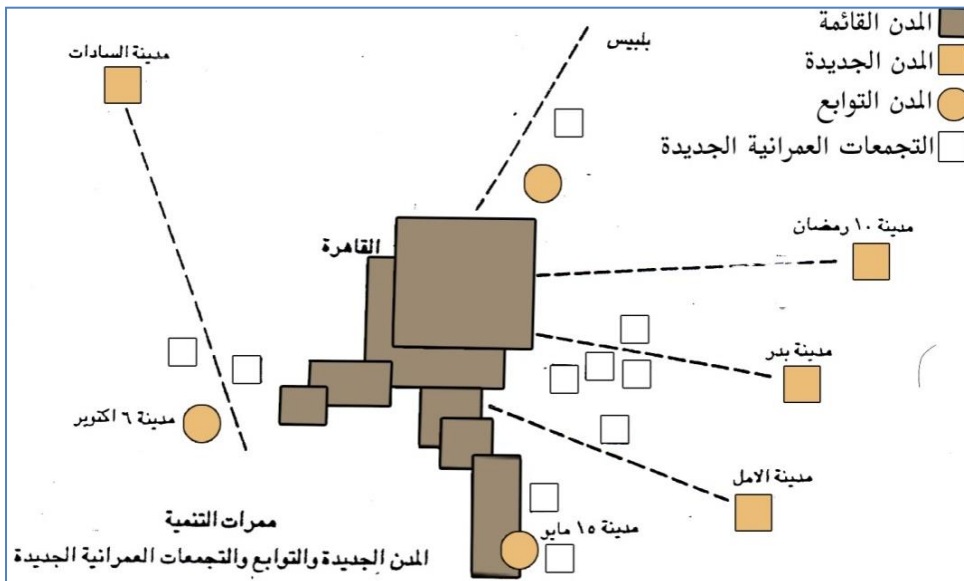 المدن القائمة
المدن الجديدة
المدن التوابع
التجمعات العمرانية الجديدة
بلبيس
مدينة السادات
القاهرة
مدينة ١٠ رمضان
مدينة بدر
مدينة ٦ اكتوبر
مدينة الامل
مدينة ١٥ مايو
ممرات التنمية
المدن الجديدة والتوابع والتجمعات العمرانية الجديدة